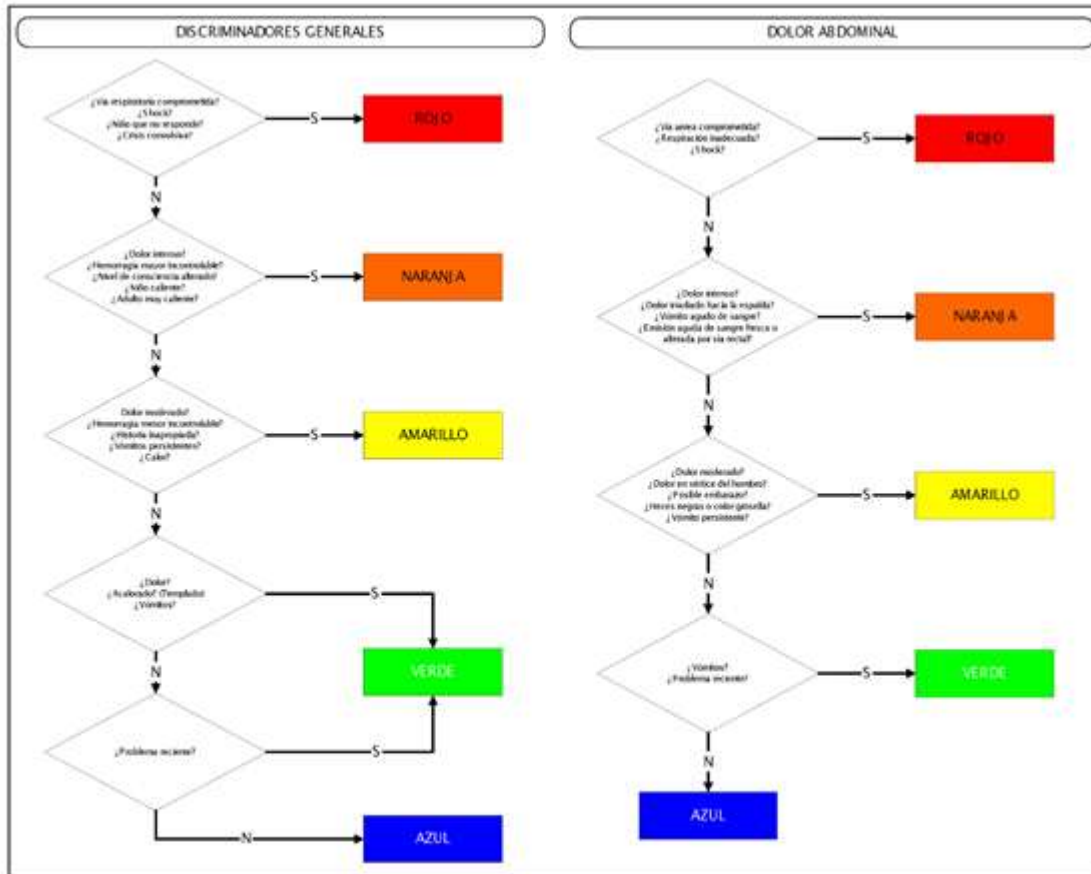 DISCRIMINADORES GENERALES
¿Vía respiratoria comprometida?
¿Shock?
¿Niño que no responde?
¿Crisis convulsiva?
S
ROJO
N
¿Dolor intenso?
¿Hemorragia mayor incontrolable?
¿Nivel de consciencia alterado?
¿Niño caliente?
¿Adulto muy caliente?
S
NARANJA
N
Dolor moderado?
¿Hemorragia menor incontrolable?
¿Historia inapropiada?
¿Vómitos persistentes?
¿Calor?
S
AMARILLO
N
¿Dolor?
¿Acalorado? (Templado)
¿Vómitos?
S
VERDE
N
¿Problema reciente?
S
N
AZUL
DOLOR ABDOMINAL
¿Vía aérea comprometida?
¿Respiración inadecuada?
¿Shock?
S
ROJO
N
¿Dolor intenso?
¿Dolor irradiado hacia la espalda?
¿Vómito agudo de sangre?
¿Emisión aguda de sangre fresca o
alterada por vía rectal?
S
NARANJA
N
¿Dolor moderado?
¿Dolor en vértice del hombro?
¿Posible embarazo?
¿Heces negras o color grosella?
¿Vómito persistente?
S
AMARILLO
N
¿Vómitos?
¿Problema reciente?
S
VERDE
N
AZUL